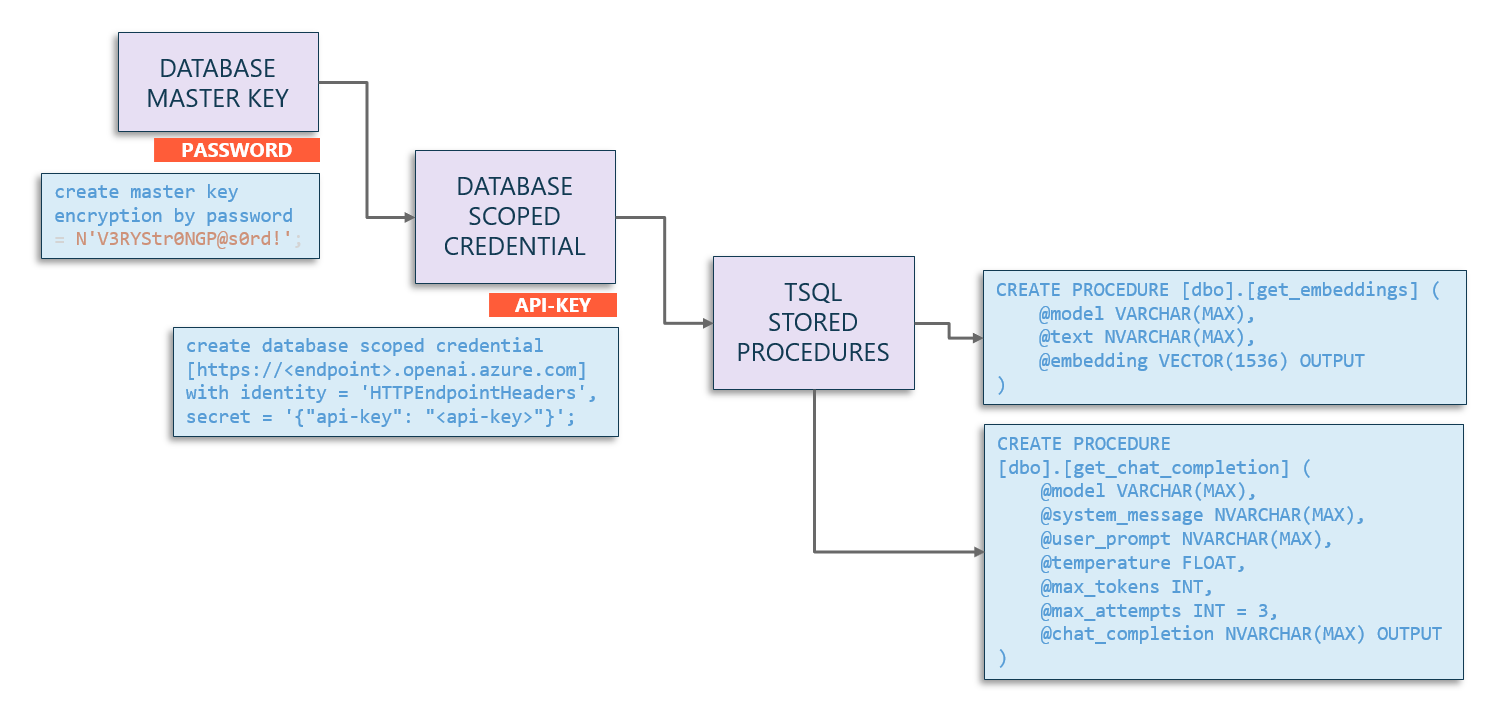 DATABASE
MASTER KEY
PASSWORD
create master key
encryption by password
= N'V3RYStr0NGP@s0rd!';
DATABASE
SCOPED
CREDENTIAL
API-KEY
create database scoped credential
[https://<endpoint>.openai.azure.com]
with identity = 'HTTPEndpointHeaders',
secret = '{"api-key": "<api-key>"}';
TSQL
STORED
PROCEDURES
CREATE PROCEDURE [dbo].[get_embeddings] (
    @model VARCHAR(MAX),
    @text NVARCHAR(MAX),
    @embedding VECTOR(1536) OUTPUT
)
CREATE PROCEDURE
[dbo].[get_chat_completion] (
    @model VARCHAR(MAX),
    @system_message NVARCHAR(MAX),
    @user_prompt NVARCHAR(MAX),
    @temperature FLOAT,
    @max_tokens INT,
    @max_attempts INT = 3,
    @chat_completion NVARCHAR(MAX) OUTPUT
)